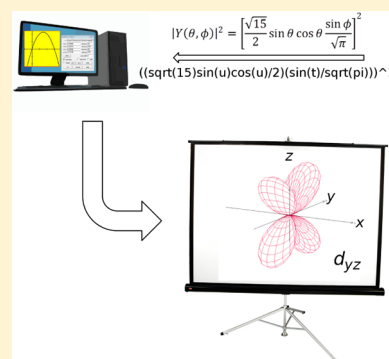 |Y(θ,ϕ)|² = [√15/2 sin θ cos θ sin ϕ/√π]²
((sqrt(15)sin(u)cos(u)/2)(sin(t)/sqrt(pi)))^
z
y
x
d_yz